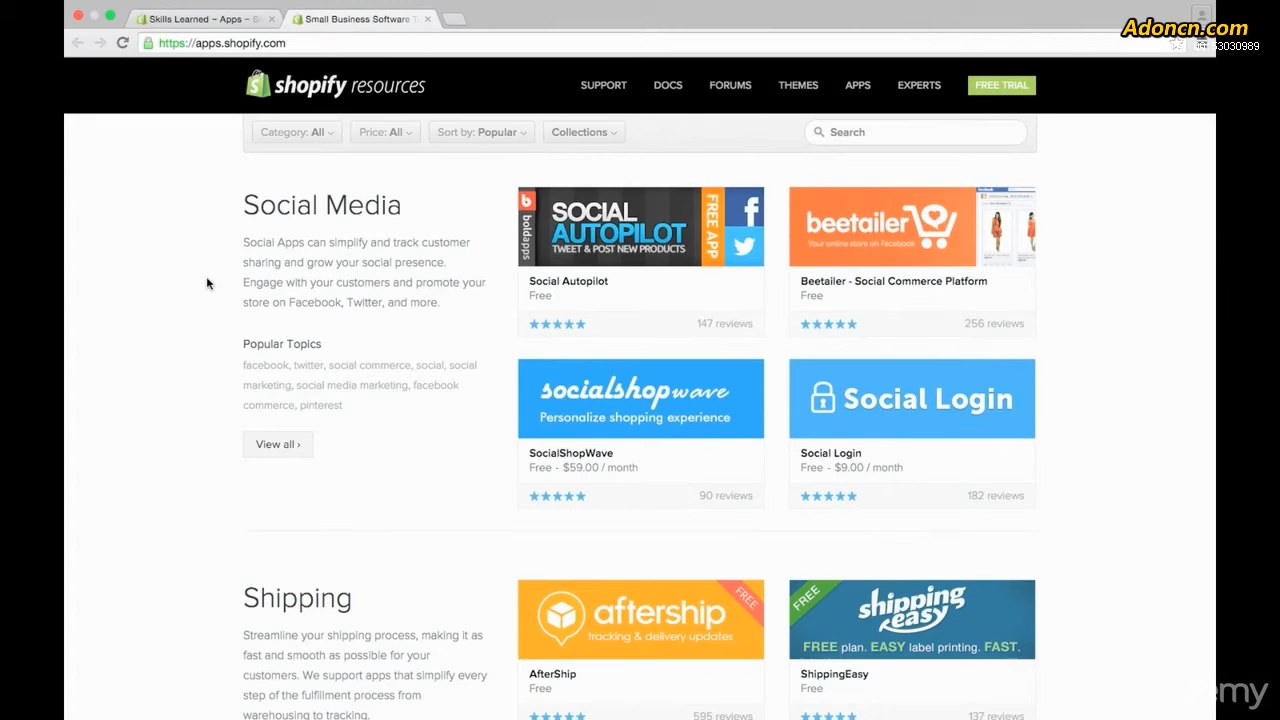 Skills Learned ~ Apps ~ S
Small Business Software T
Adoncn.com
https://apps.shopify.com
shopify resources
SUPPORT
DOCS
FORUMS
THEMES
APPS
EXPERTS
FREE TRIAL
Category: All
Price: All
Sort by: Popular
Collections
Search
Social Media
Social Apps can simplify and track customer
sharing and grow your social presence.
Engage with your customers and promote your
store on Facebook, Twitter, and more.
Popular Topics
facebook, twitter, social commerce, social, social
marketing, social media marketing, facebook
commerce, pinterest
View all ›
b
boldapps
SOCIAL
AUTOPILOT
TWEET & POST NEW PRODUCTS
FREE APP
f
Social Autopilot
Free
147 reviews
beetailer
Your online store on Facebook
facebook
Beetailer - Social Commerce Platform
Free
256 reviews
socialshopwave
Personalize shopping experience
SocialShopWave
Free - $59.00 / month
90 reviews
Social Login
Social Login
Free - $9.00 / month
182 reviews
Shipping
Streamline your shipping process, making it as
fast and smooth as possible for your
customers. We support apps that simplify every
step of the fulfillment process from
warehousing to tracking.
aftership
tracking & delivery updates
FREE
AfterShip
Free
595 reviews
FREE
shipping
easy
FREE plan. EASY label printing. FAST.
ShippingEasy
Free
137 reviews
emy